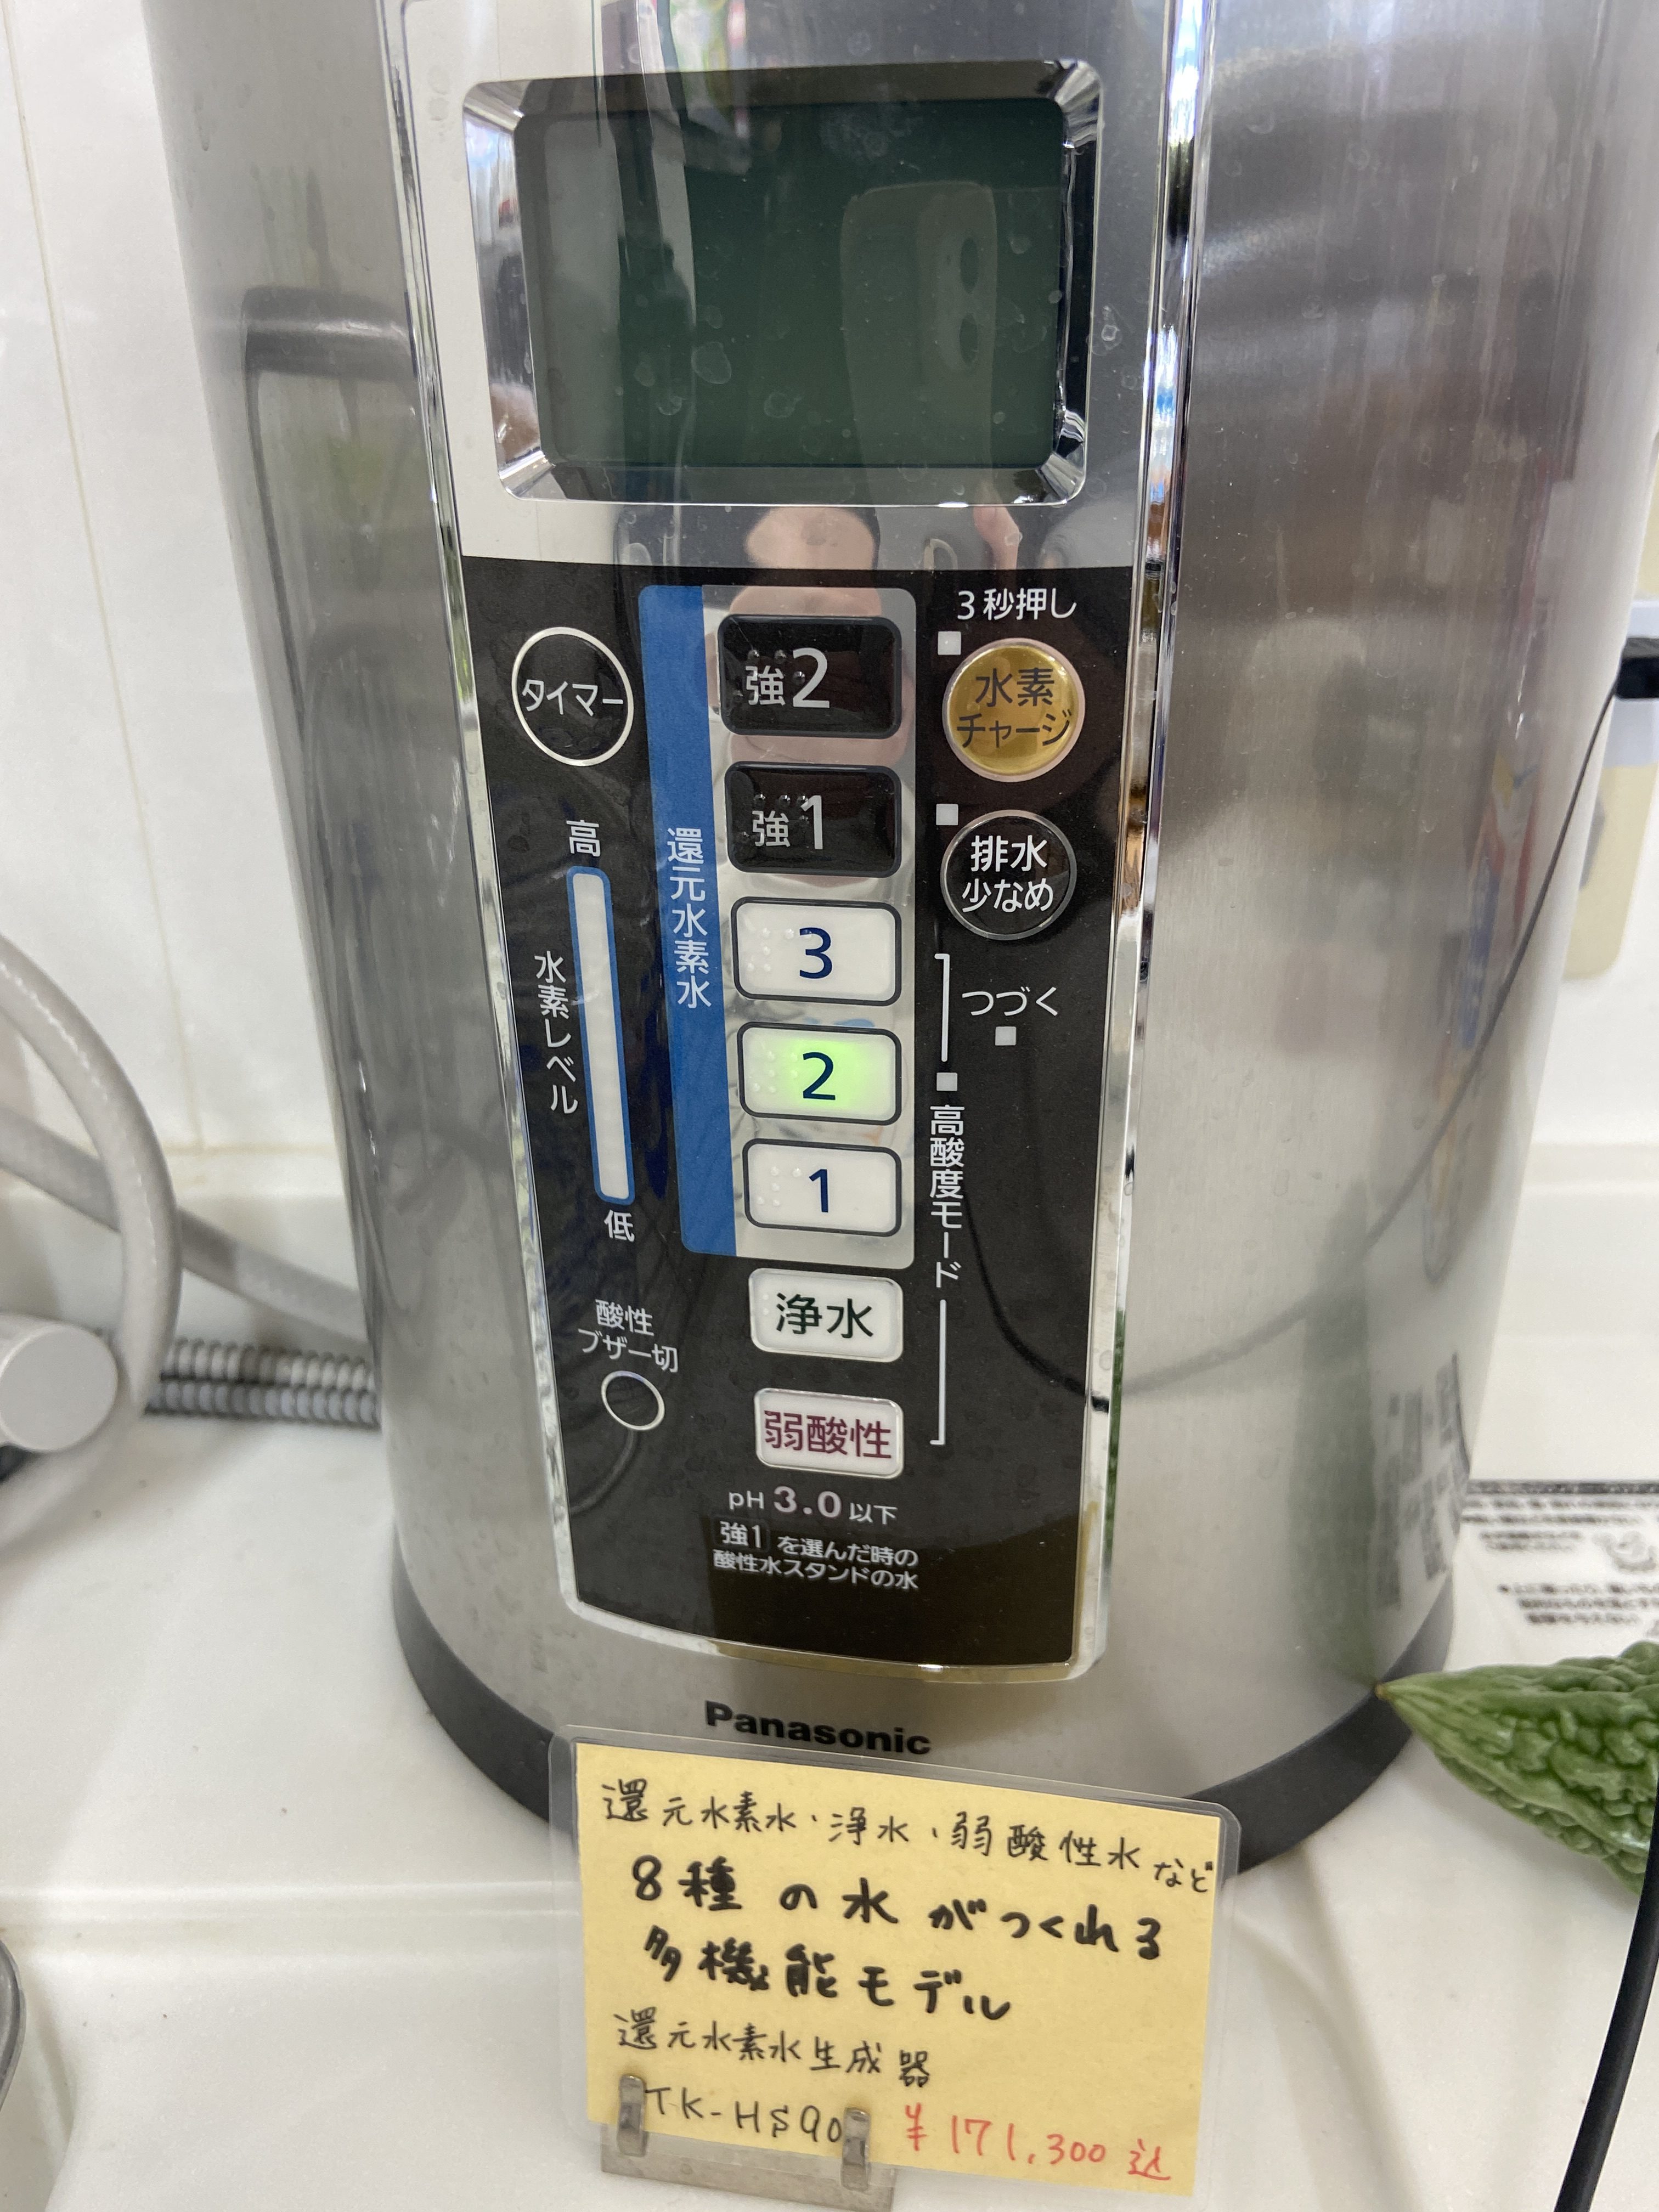 3秒押し
タイマー
強2
水素
チャージ
強1
排水
少なめ
高
水素レベル
低
還元水素水
3
2
1
つづく
高酸度モード
浄水
酸性
ブザー切
弱酸性
pH 3.0 以下
強1 を選んだ時の
酸性水スタンドの水
Panasonic
還元水素水・浄水・弱酸性水など
8種の水がつくれる
多機能モデル
還元水素水生成器
TK-HS90 ¥171,300込